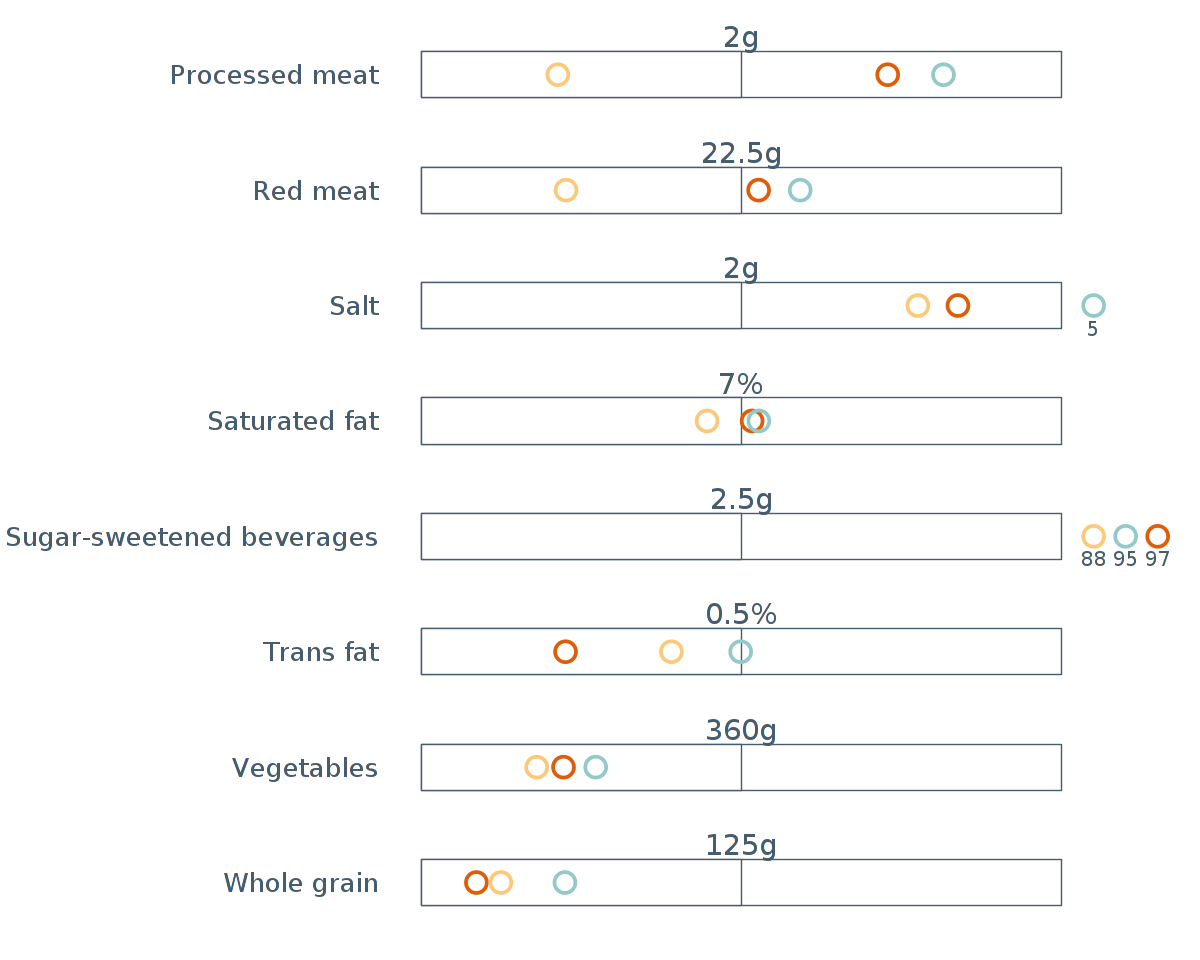 2g
Processed meat
22.5g
Red meat
2g
Salt
5
7%
Saturated fat
2.5g
Sugar-sweetened beverages
88 95 97
0.5%
Trans fat
360g
Vegetables
125g
Whole grain